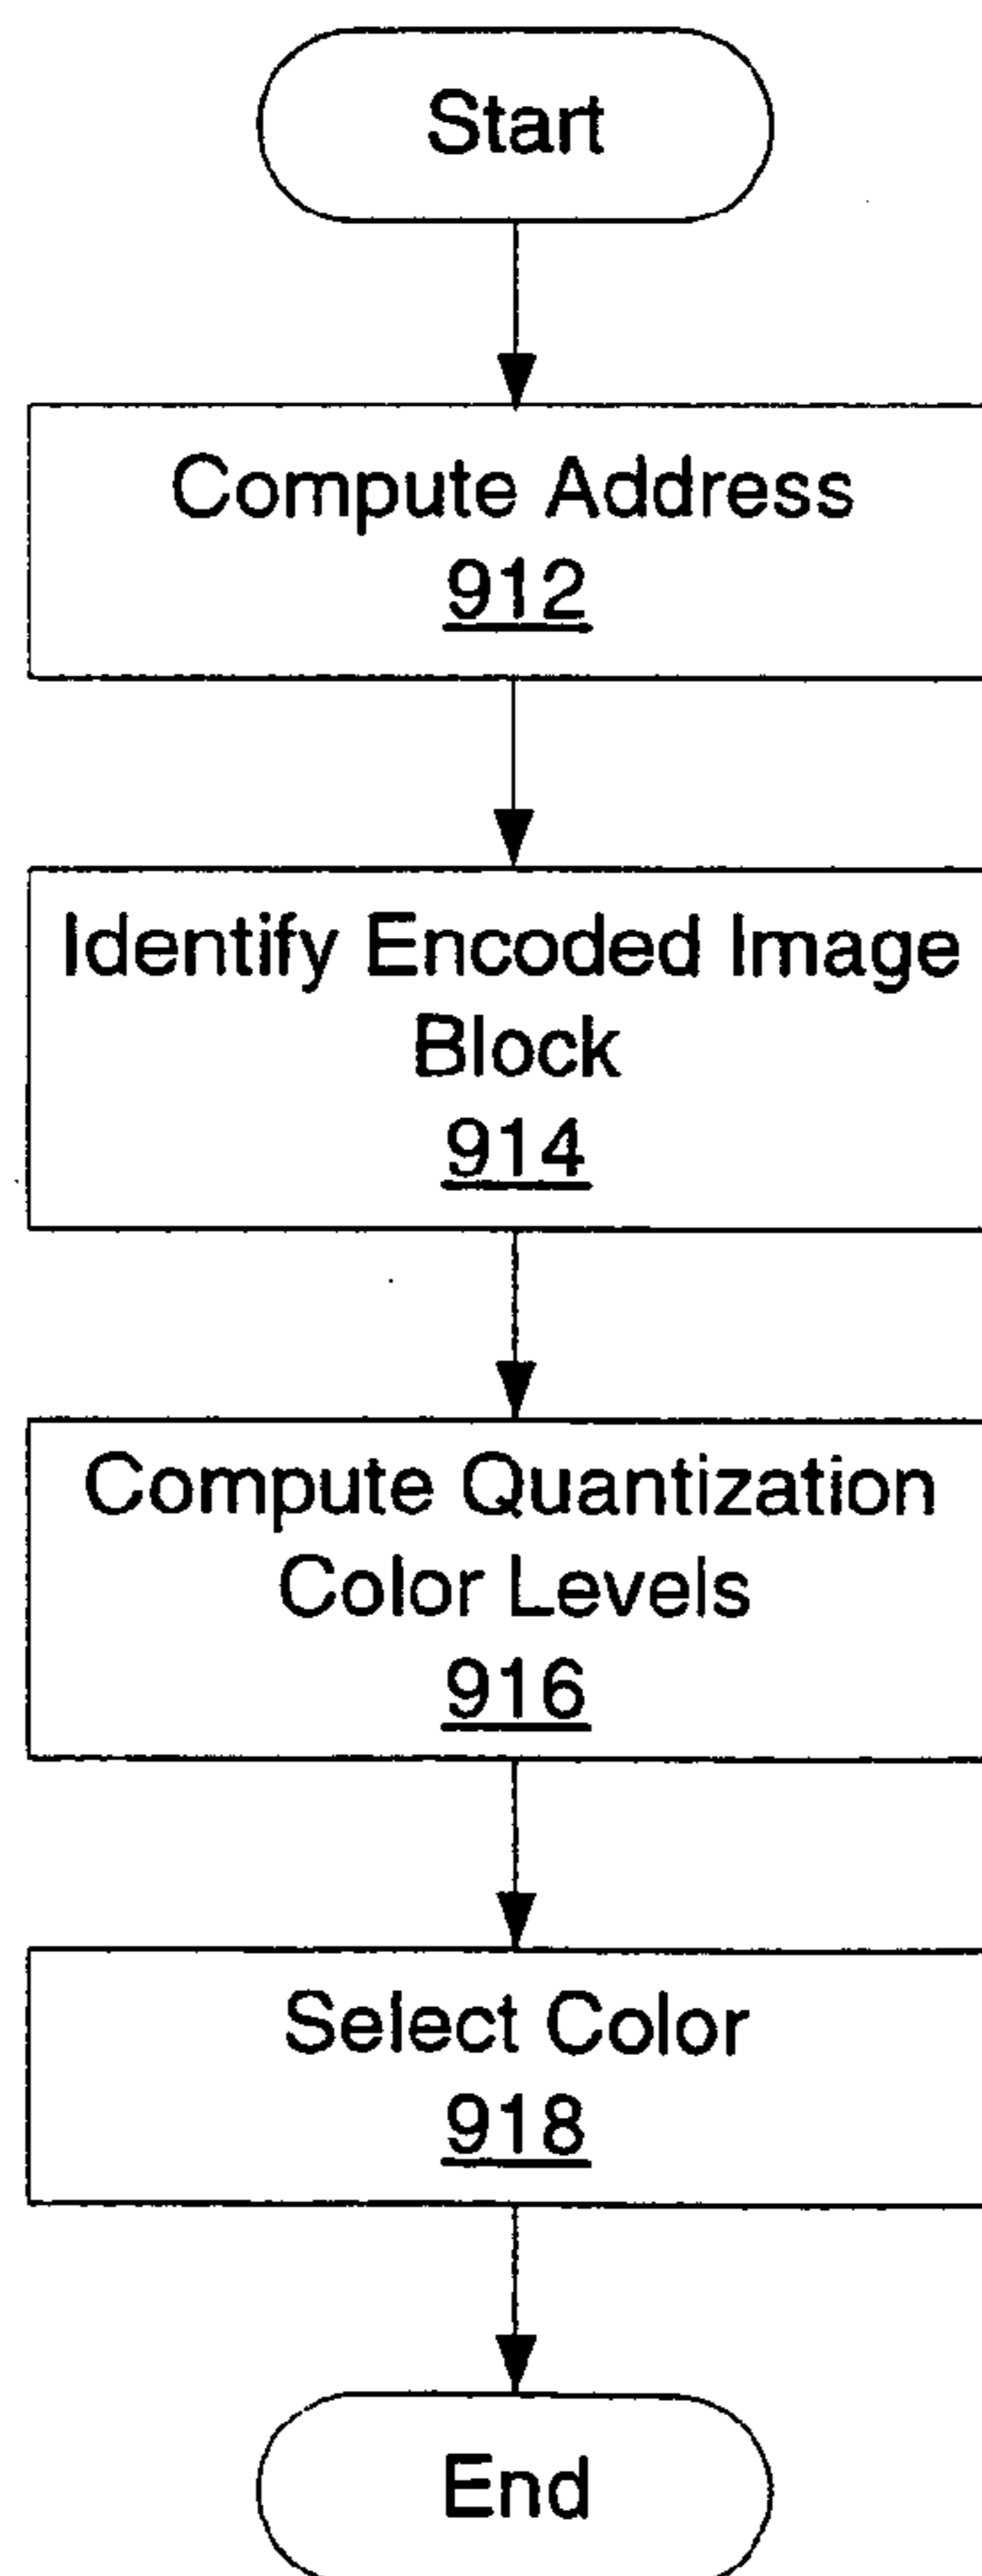 Start
Compute Address
912
Identify Encoded Image
Block
914
Compute Quantization
Color Levels
916
Select Color
918
End